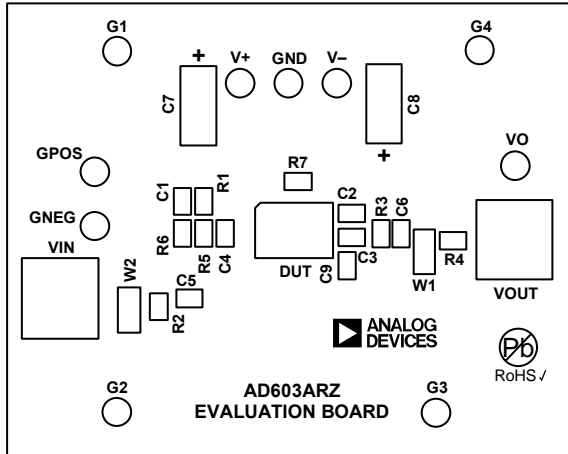 G1
G4
V+
GND
V–
+
C7
C8
+
GPOS
VO
R7
C1
R1
C2
GNEG
R3
C6
VIN
R6
R5
C4
DUT
C9
C3
W1
R4
VOUT
W2
R2
C5
ANALOG
DEVICES
Pb
RoHS✓
G2
AD603ARZ
EVALUATION BOARD
G3